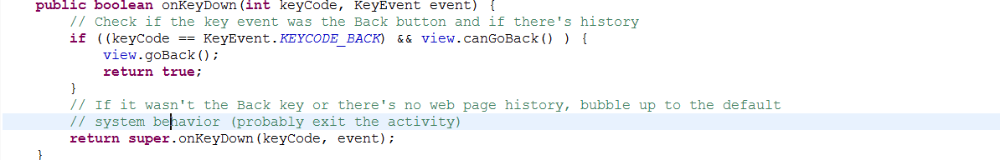 public boolean onKeyDown(int keyCode, KeyEvent event) {
// Check if the key event was the Back button and if there's history
if ((keyCode == KeyEvent.KEYCODE_BACK) && view.canGoBack() ) {
view.goBack();
return true;
}
// If it wasn't the Back key or there's no web page history, bubble up to the default
// system behavior (probably exit the activity)
return super.onKeyDown(keyCode, event);
}